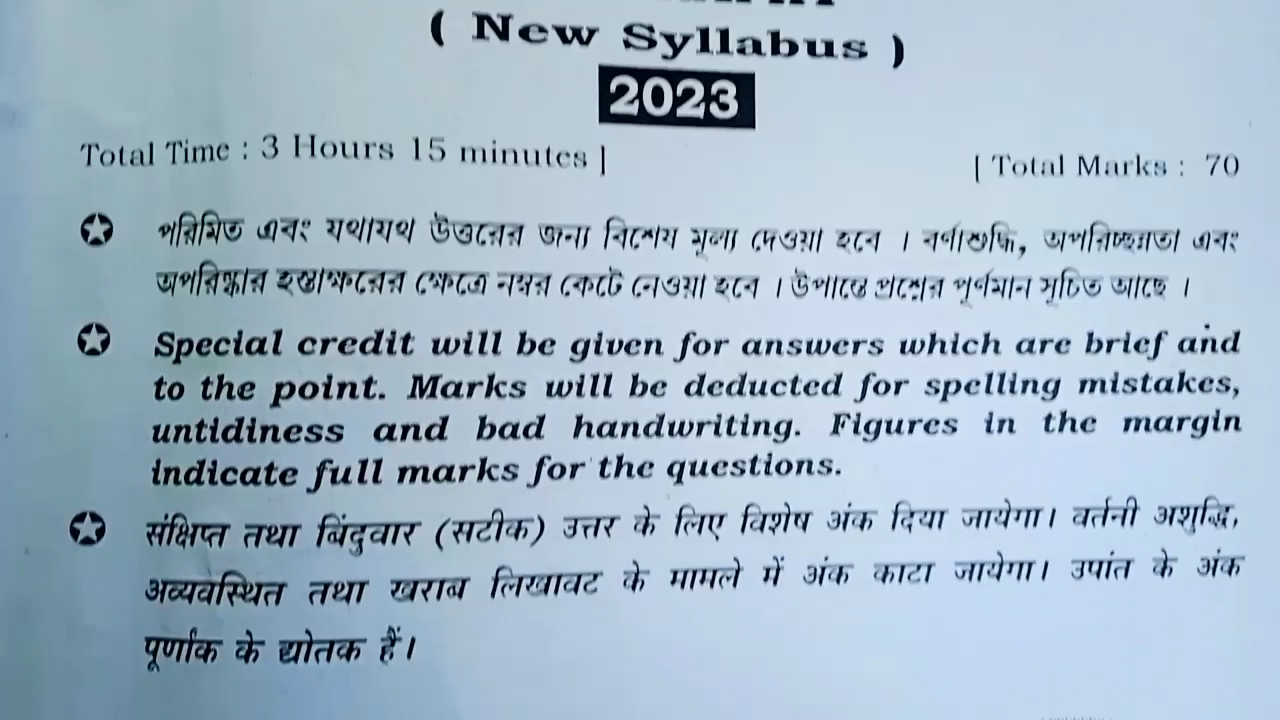 ( New Syllabus )
2023
Total Time : 3 Hours 15 minutes ]
[ Total Marks : 70
পরিমিত এবং যথাযথ উত্তরের জন্য বিশেষ মূল্য দেওয়া হবে । বর্ণাশুদ্ধি, অপরিচ্ছন্নতা এবং
অপরিষ্কার হস্তাক্ষরের ক্ষেত্রে নম্বর কেটে নেওয়া হবে । উপান্তে প্রশ্নের পূর্ণমান সূচিত আছে ।
Special credit will be given for answers which are brief and
to the point. Marks will be deducted for spelling mistakes,
untidiness and bad handwriting. Figures in the margin
indicate full marks for the questions.
संक्षिप्त तथा बिंदुवार (सटीक) उत्तर के लिए विशेष अंक दिया जायेगा। वर्तनी अशुद्धि,
अव्यवस्थित तथा खराब लिखावट के मामले में अंक काटा जायेगा। उपांत के अंक
पूर्णांक के द्योतक हैं।